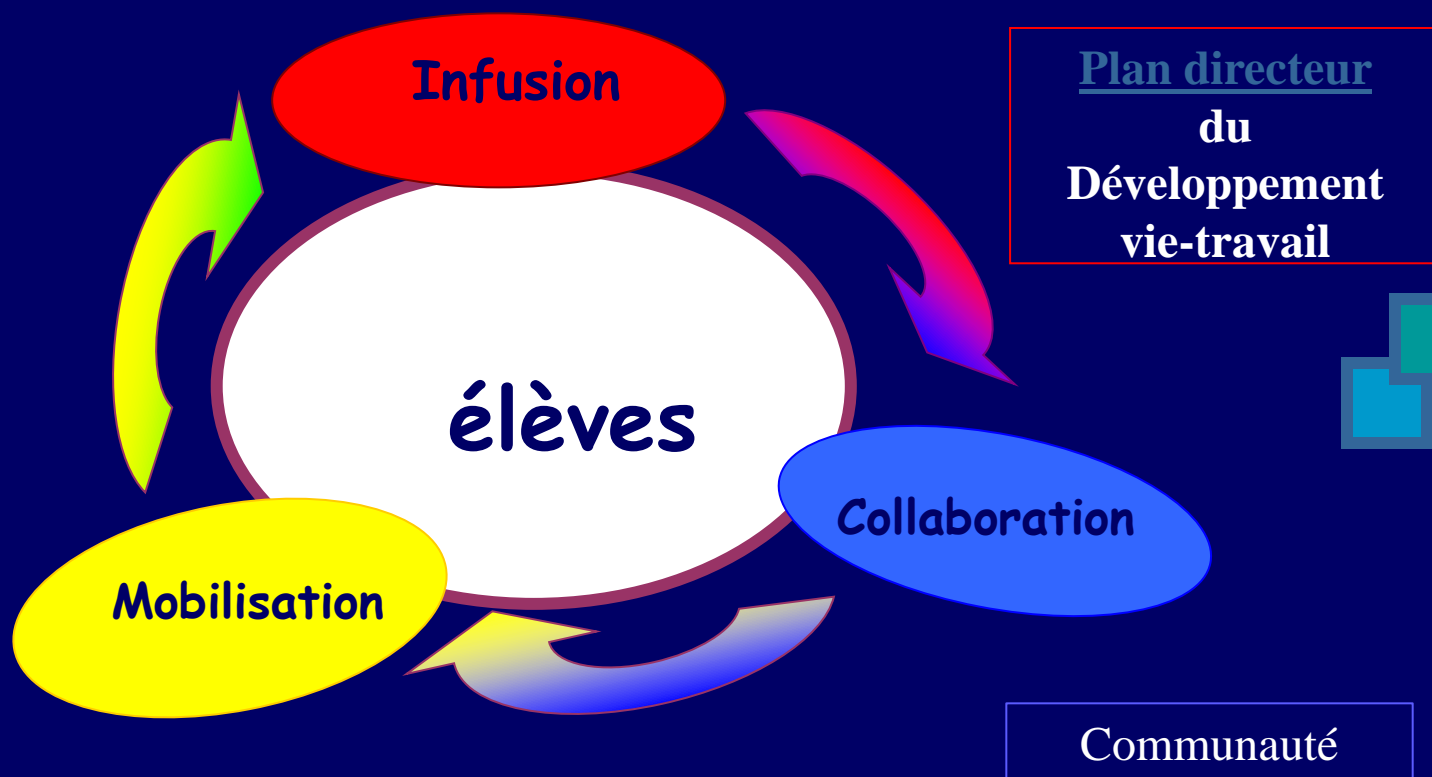 Infusion
Plan directeur
du
Développement
vie-travail
élèves
Collaboration
Mobilisation
Communauté